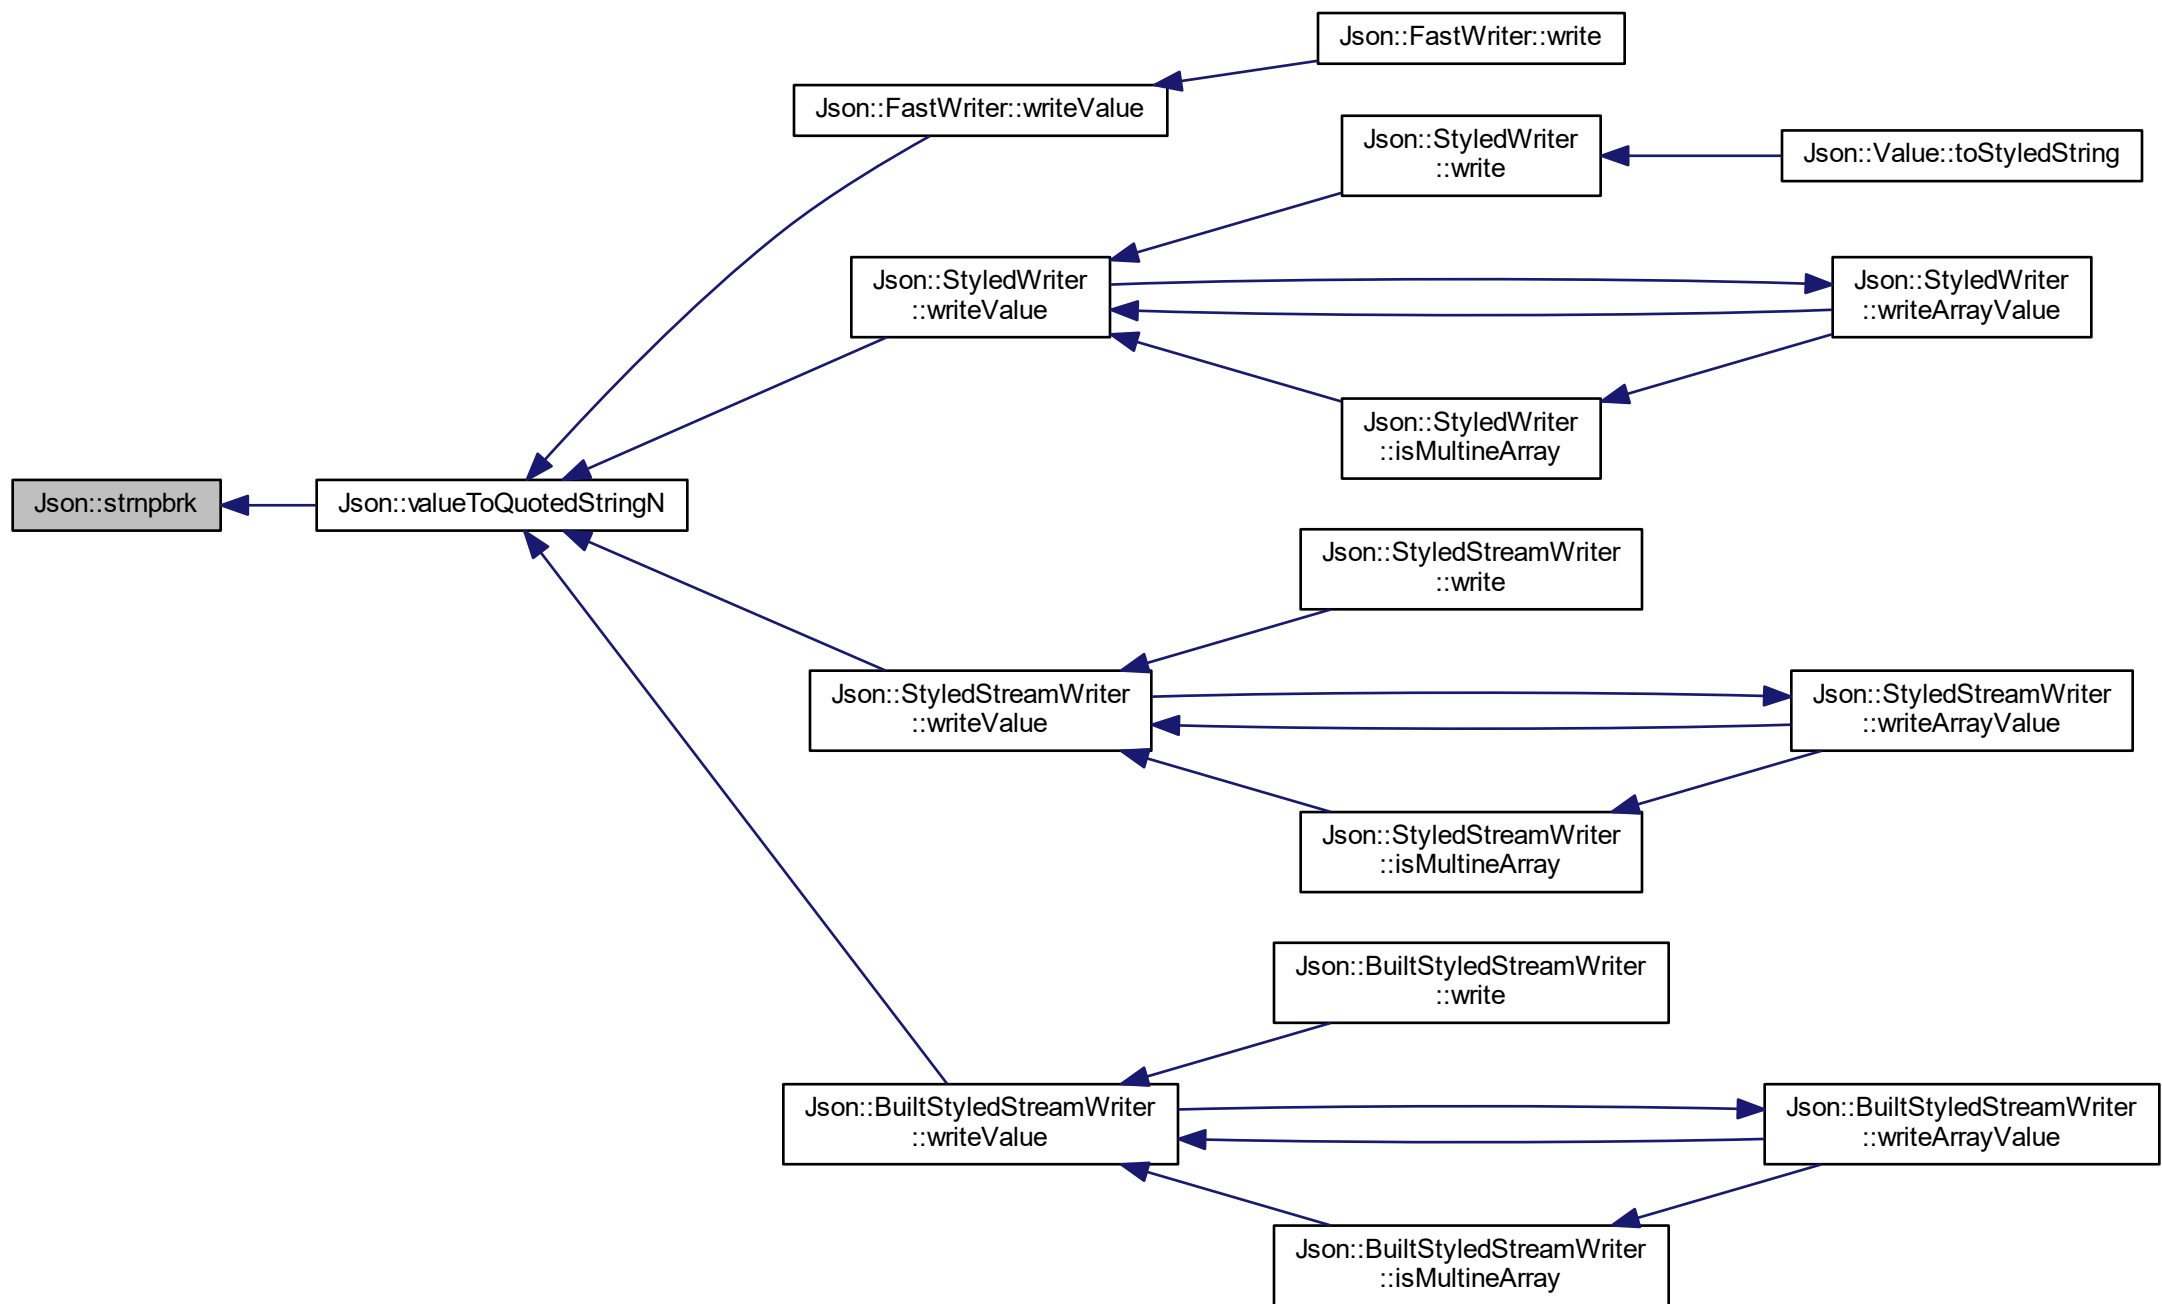 Json::FastWriter::write
Json::FastWriter::writeValue
Json::StyledWriter
::write
Json::Value::toStyledString
Json::StyledWriter
::writeValue
Json::StyledWriter
::writeArrayValue
Json::StyledWriter
::isMultineArray
Json::strnpbrk
Json::valueToQuotedStringN
Json::StyledStreamWriter
::write
Json::StyledStreamWriter
::writeValue
Json::StyledStreamWriter
::writeArrayValue
Json::StyledStreamWriter
::isMultineArray
Json::BuiltStyledStreamWriter
::write
Json::BuiltStyledStreamWriter
::writeValue
Json::BuiltStyledStreamWriter
::writeArrayValue
Json::BuiltStyledStreamWriter
::isMultineArray